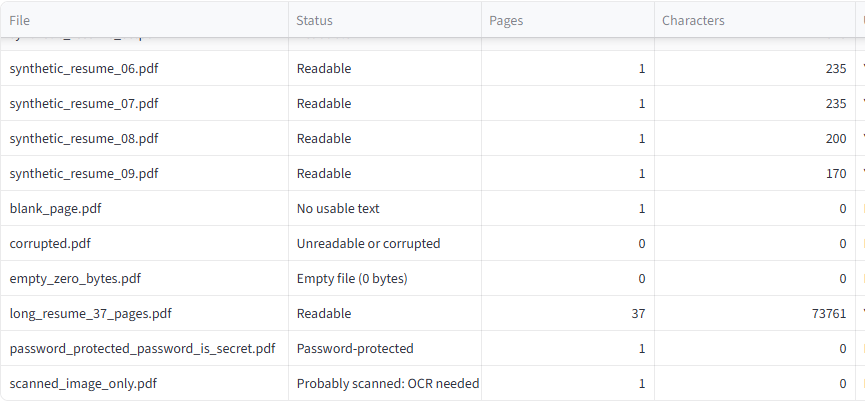 File Status Pages Characters
synthetic_resume_06.pdf Readable 1 235
synthetic_resume_07.pdf Readable 1 235
synthetic_resume_08.pdf Readable 1 200
synthetic_resume_09.pdf Readable 1 170
blank_page.pdf No usable text 1 0
corrupted.pdf Unreadable or corrupted 0 0
empty_zero_bytes.pdf Empty file (0 bytes) 0 0
long_resume_37_pages.pdf Readable 37 73761
password_protected_password_is_secret.pdf Password-protected 1 0
scanned_image_only.pdf Probably scanned: OCR needed 1 0